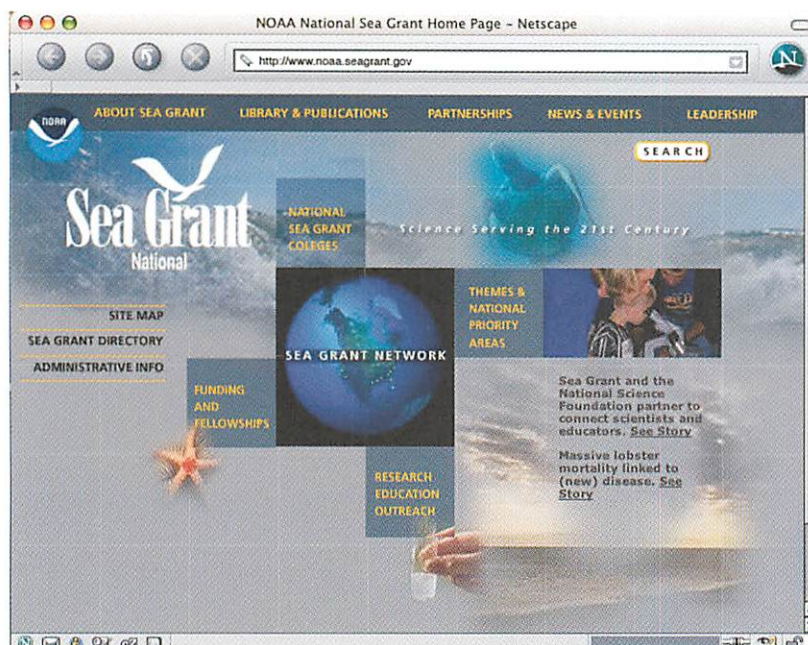 NOAA National Sea Grant Home Page – Netscape
http://www.noaa.seagrant.gov
N
NOAA
ABOUT SEA GRANT
LIBRARY & PUBLICATIONS
PARTNERSHIPS
NEWS & EVENTS
LEADERSHIP
SEARCH
Sea Grant
National
NATIONAL
SEA GRANT
COLEGES
Science Serving the 21st Century
THEMES &
NATIONAL
PRIORITY
AREAS
SITE MAP
SEA GRANT DIRECTORY
ADMINISTRATIVE INFO
SEA GRANT NETWORK
FUNDING
AND
FELLOWSHIPS
Sea Grant and the
National Science
Foundation partner to
connect scientists and
educators. See Story
Massive lobster
mortality linked to
(new) disease. See
Story
RESEARCH
EDUCATION
OUTREACH